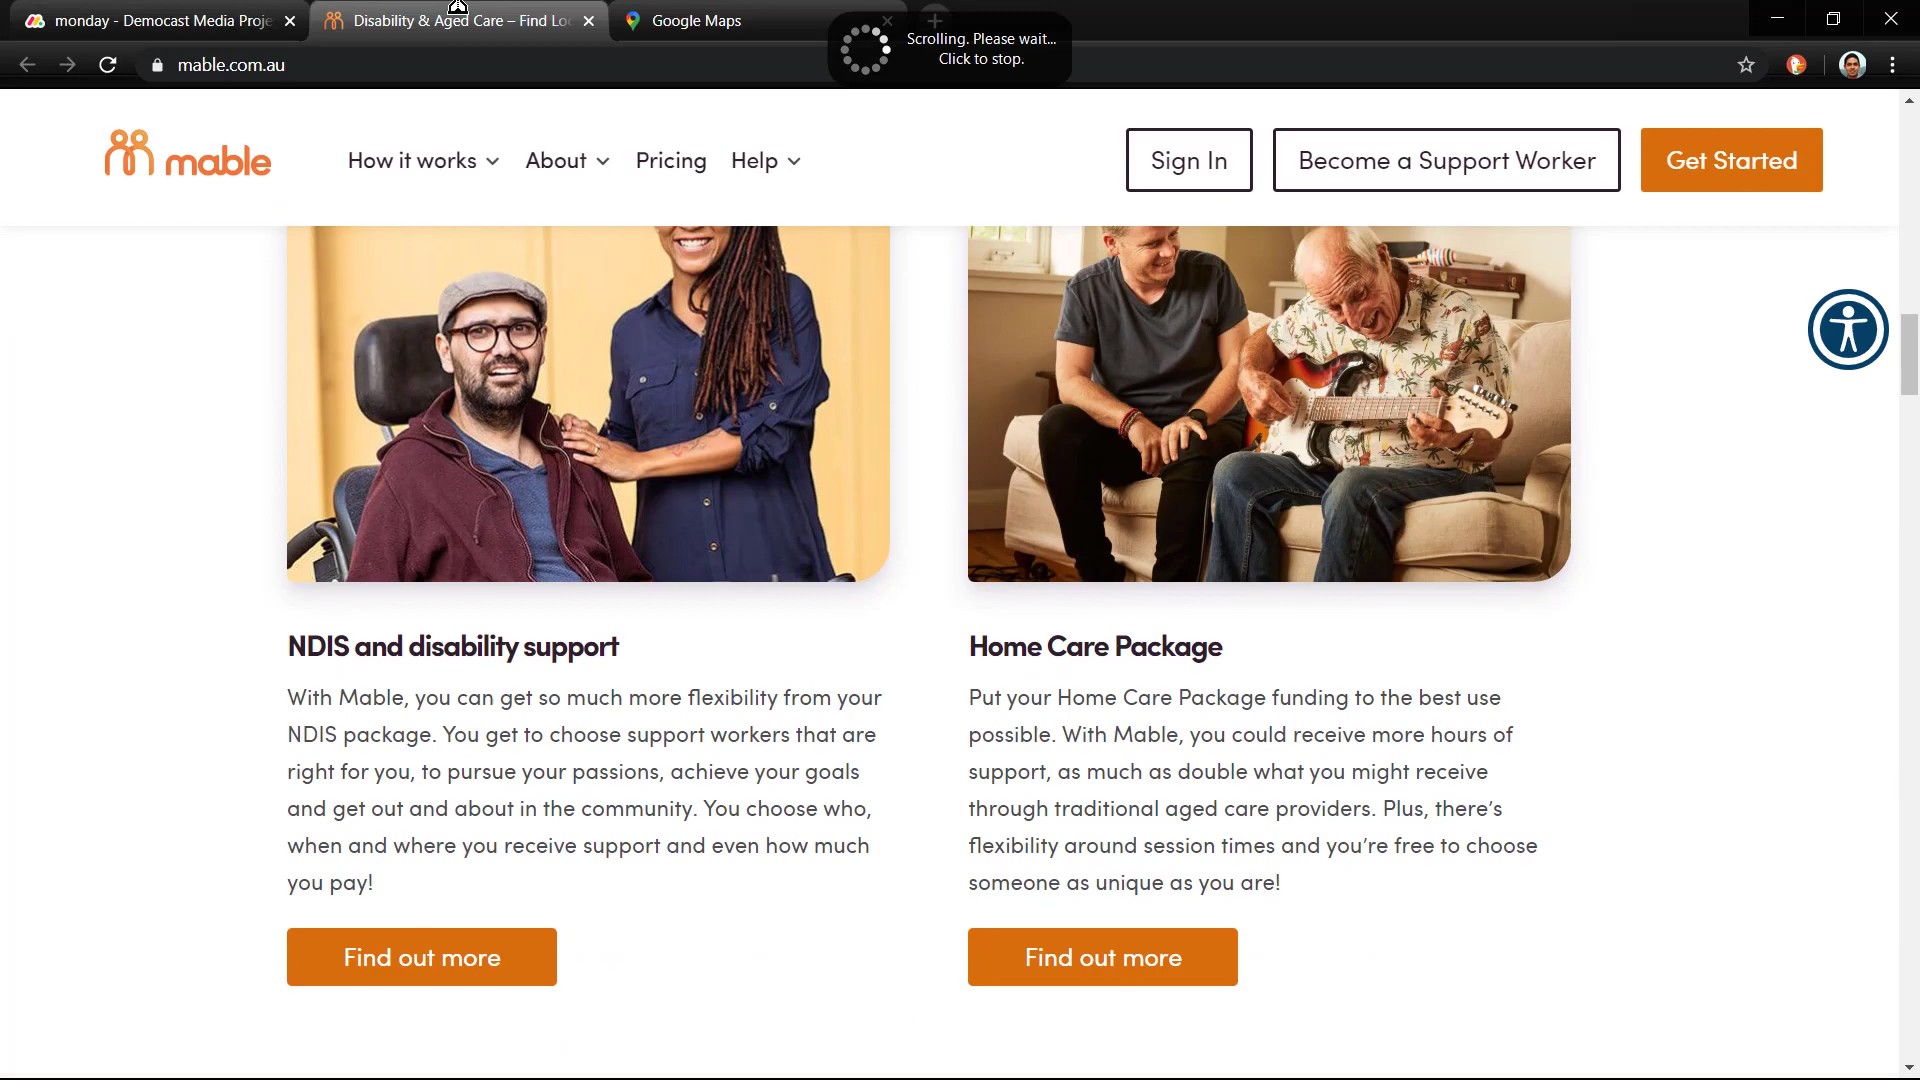 monday - Democast Media Proje
Disability & Aged Care – Find Loc
Google Maps
Scrolling. Please wait...
Click to stop.
mable.com.au
mable
How it works
About
Pricing
Help
Sign In
Become a Support Worker
Get Started
NDIS and disability support
With Mable, you can get so much more flexibility from your
NDIS package. You get to choose support workers that are
right for you, to pursue your passions, achieve your goals
and get out and about in the community. You choose who,
when and where you receive support and even how much
you pay!
Find out more
Home Care Package
Put your Home Care Package funding to the best use
possible. With Mable, you could receive more hours of
support, as much as double what you might receive
through traditional aged care providers. Plus, there’s
flexibility around session times and you’re free to choose
someone as unique as you are!
Find out more